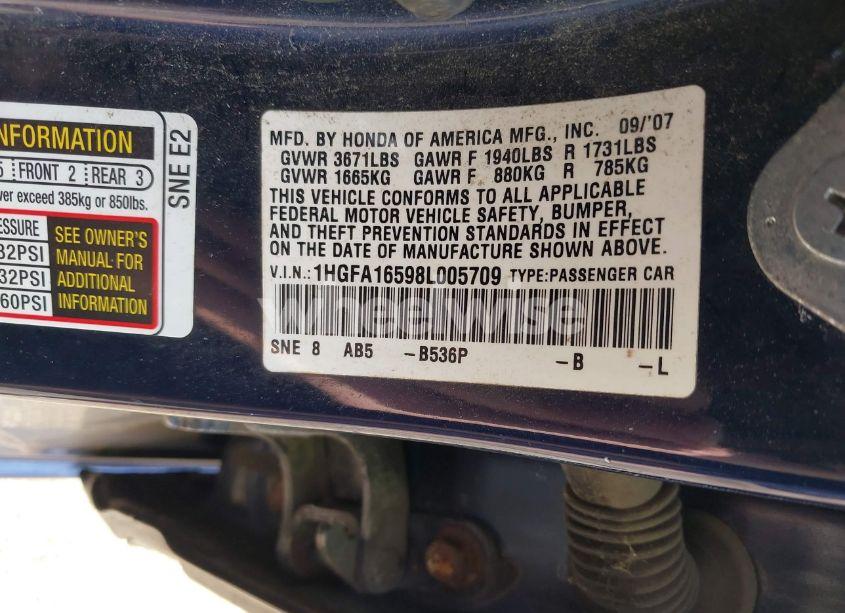 NFORMATION
5 FRONT 2 REAR 3
ver exceed 385kg or 850lbs.
RESSURE
32PSI
32PSI
60PSI
SEE OWNER'S
MANUAL FOR
ADDITIONAL
INFORMATION
SNE E2
MFD. BY HONDA OF AMERICA MFG., INC. 09/'07
GVWR 3671LBS GAWR F 1940LBS R 1731LBS
GVWR 1665KG GAWR F 880KG R 785KG
THIS VEHICLE CONFORMS TO ALL APPLICABLE
FEDERAL MOTOR VEHICLE SAFETY, BUMPER,
AND THEFT PREVENTION STANDARDS IN EFFECT
ON THE DATE OF MANUFACTURE SHOWN ABOVE.
V.I.N.: 1HGFA16598L005709 TYPE:PASSENGER CAR
wheelwise
SNE 8 AB5 -B536P -B -L